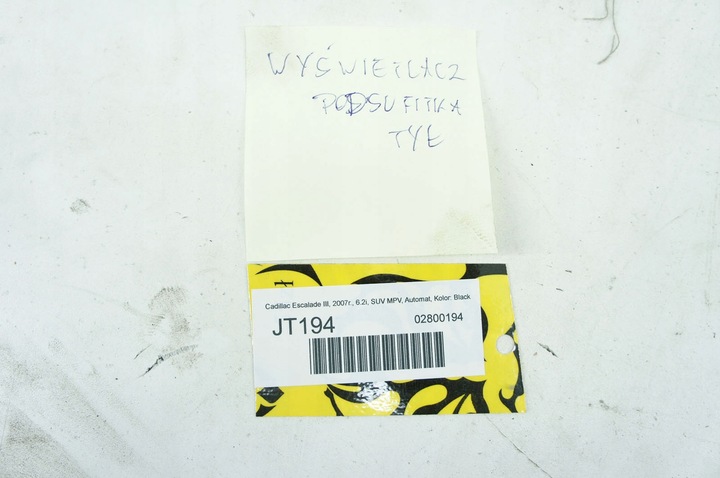 WYŚWIETLACZ
PODSUFITKA
TYŁ
Cadillac Escalade III, 2007r., 6.2i, SUV MPV, Automat, Kolor: Black
JT194
02800194